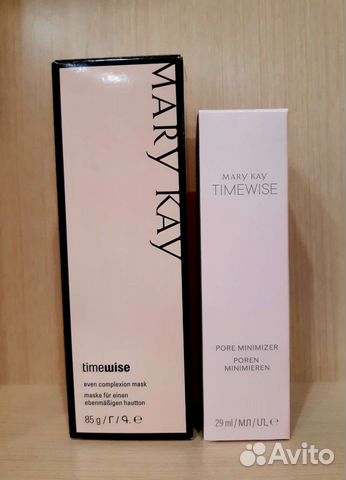 MARY KAY
timewise
even complexion mask
maske für einen
ebenmäßigen hautton
85 g / Г / Գ. ℮
MARY KAY
TIMEWISE
PORE MINIMIZER
POREN
MINIMIEREN
29 ml / МЛ / ՄԼ ℮
Avito